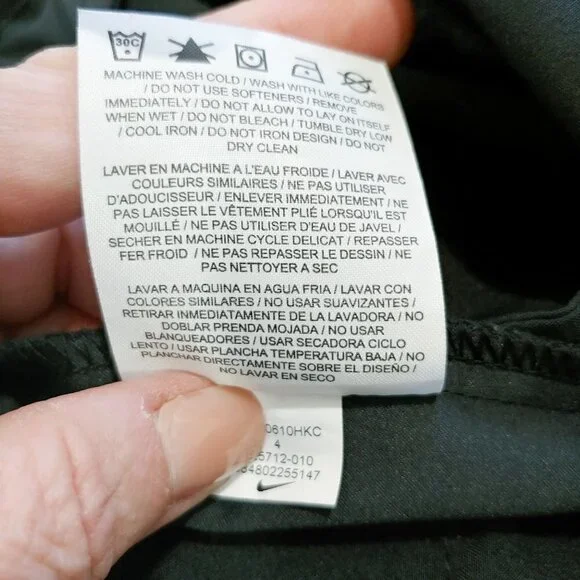 30C
MACHINE WASH COLD / WASH WITH LIKE COLORS
/ DO NOT USE SOFTENERS / REMOVE
IMMEDIATELY / DO NOT ALLOW TO LAY ON ITSELF
WHEN WET / DO NOT BLEACH / TUMBLE DRY LOW
/ COOL IRON / DO NOT IRON DESIGN / DO NOT
DRY CLEAN
LAVER EN MACHINE A L'EAU FROIDE / LAVER AVEC
COULEURS SIMILAIRES / NE PAS UTILISER
D'ADOUCISSEUR / ENLEVER IMMEDIATEMENT / NE
PAS LAISSER LE VÊTEMENT PLIÉ LORSQU'IL EST
MOUILLÉ / NE PAS UTILISER D'EAU DE JAVEL /
SECHER EN MACHINE CYCLE DELICAT / REPASSER
FER FROID / NE PAS REPASSER LE DESSIN / NE
PAS NETTOYER A SEC
LAVAR A MAQUINA EN AGUA FRIA / LAVAR CON
COLORES SIMILARES / NO USAR SUAVIZANTES /
RETIRAR INMEDIATAMENTE DE LA LAVADORA / NO
DOBLAR PRENDA MOJADA / NO USAR
BLANQUEADORES / USAR SECADORA CICLO
LENTO / USAR PLANCHA TEMPERATURA BAJA / NO
PLANCHAR DIRECTAMENTE SOBRE EL DISEÑO /
NO LAVAR EN SECO
0610HKC
4
5712-010
34802255147